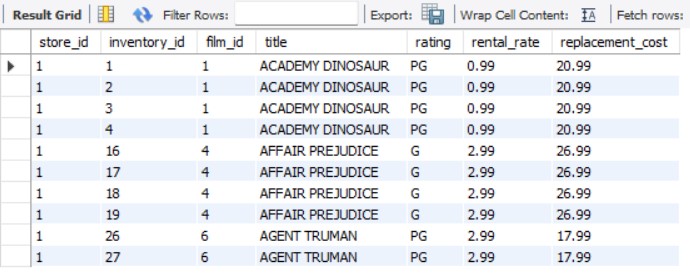 Result Grid Filter Rows: Export: Wrap Cell Content: IA Fetch rows:
store_id inventory_id film_id title rating rental_rate replacement_cost
1 1 1 ACADEMY DINOSAUR PG 0.99 20.99
1 2 1 ACADEMY DINOSAUR PG 0.99 20.99
1 3 1 ACADEMY DINOSAUR PG 0.99 20.99
1 4 1 ACADEMY DINOSAUR PG 0.99 20.99
1 16 4 AFFAIR PREJUDICE G 2.99 26.99
1 17 4 AFFAIR PREJUDICE G 2.99 26.99
1 18 4 AFFAIR PREJUDICE G 2.99 26.99
1 19 4 AFFAIR PREJUDICE G 2.99 26.99
1 26 6 AGENT TRUMAN PG 2.99 17.99
1 27 6 AGENT TRUMAN PG 2.99 17.99